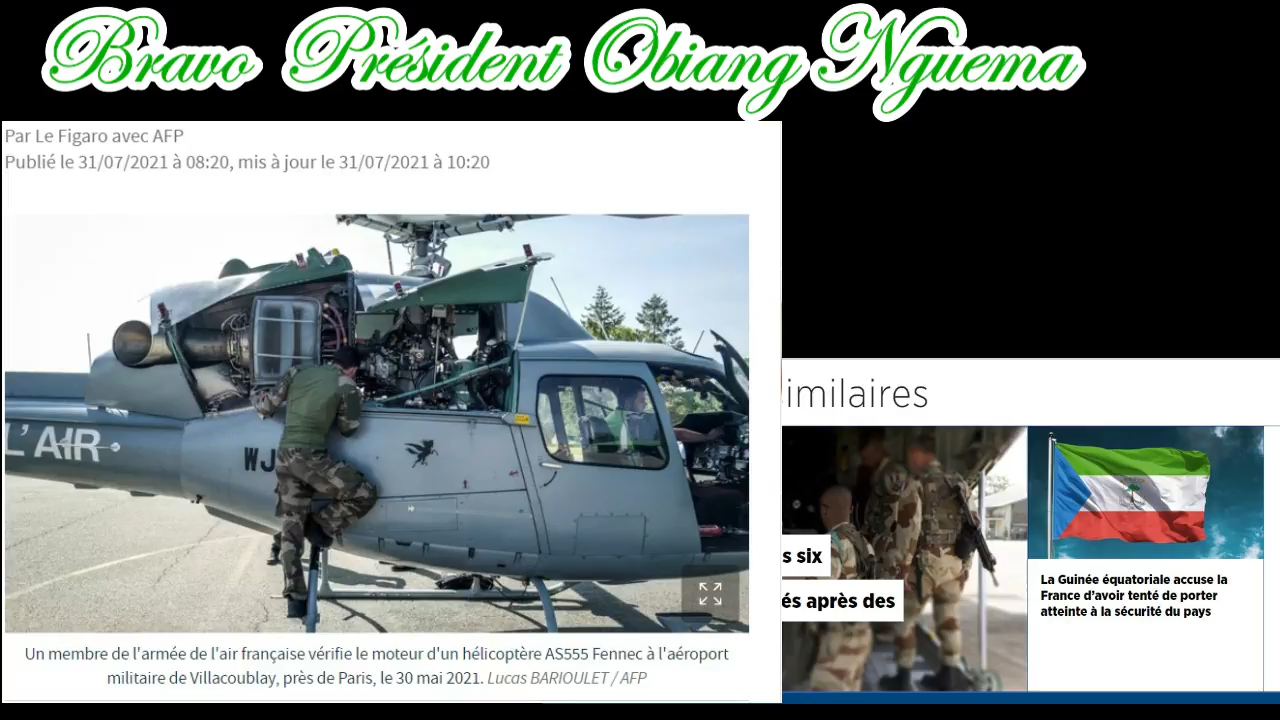 Bravo Président Obiang Nguema
Par Le Figaro avec AFP
Publié le 31/07/2021 à 08:20, mis à jour le 31/07/2021 à 10:20
L'AIR
WJ
Un membre de l'armée de l'air française vérifie le moteur d'un hélicoptère AS555 Fennec à l'aéroport
militaire de Villacoublay, près de Paris, le 30 mai 2021. Lucas BARIOULET / AFP
imilaires
s six
és après des
La Guinée équatoriale accuse la
France d'avoir tenté de porter
atteinte à la sécurité du pays